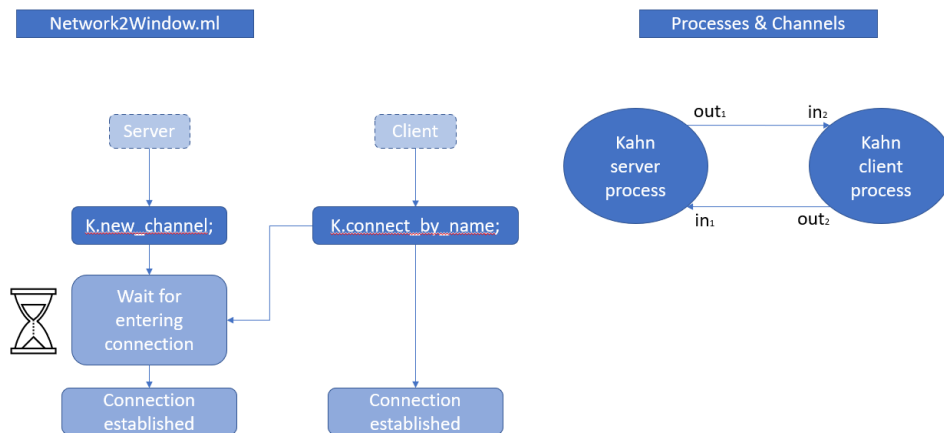 Network2Window.ml
Processes & Channels
Server
Client
out₁
in₂
Kahn
server
process
Kahn
client
process
K.new_channel;
K.connect_by_name;
in₁
out₂
Wait for
entering
connection
Connection
established
Connection
established